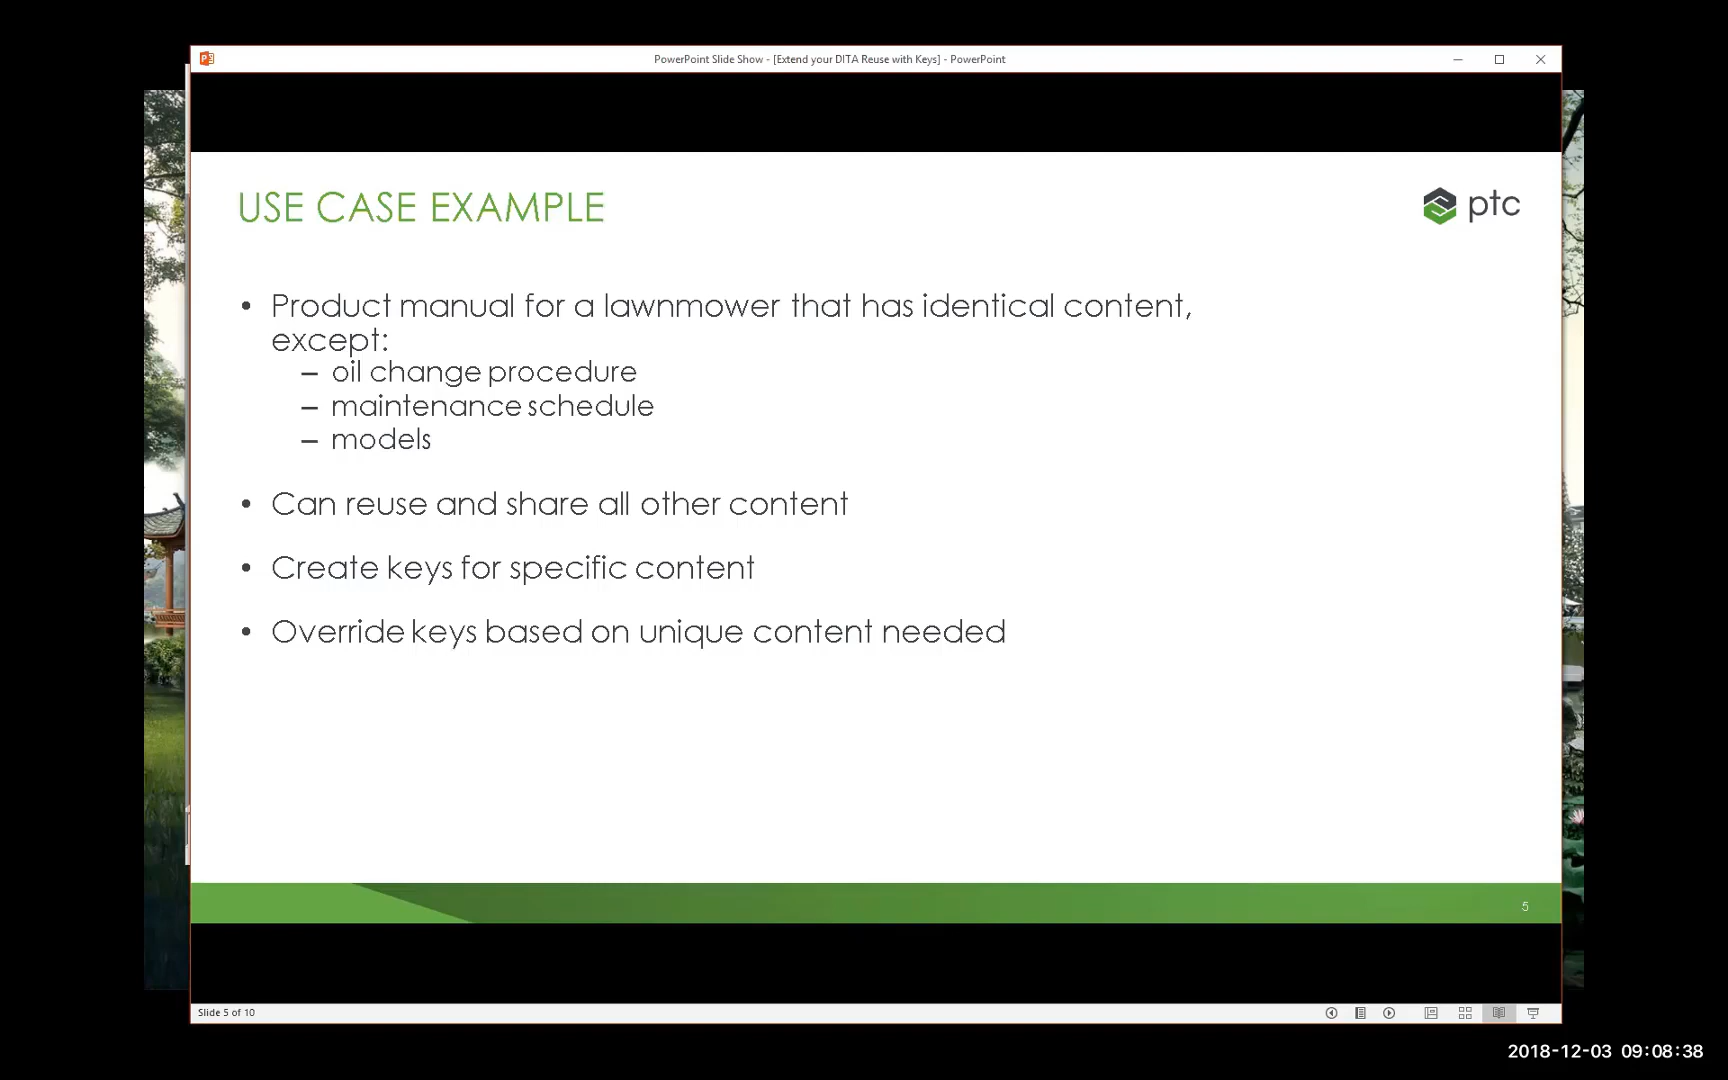 PowerPoint Slide Show - [Extend your DITA Reuse with Keys] - PowerPoint
USE CASE EXAMPLE
ptc
• Product manual for a lawnmower that has identical content,
except:
– oil change procedure
– maintenance schedule
– models
• Can reuse and share all other content
• Create keys for specific content
• Override keys based on unique content needed
5
Slide 5 of 10
2018-12-03 09:08:38